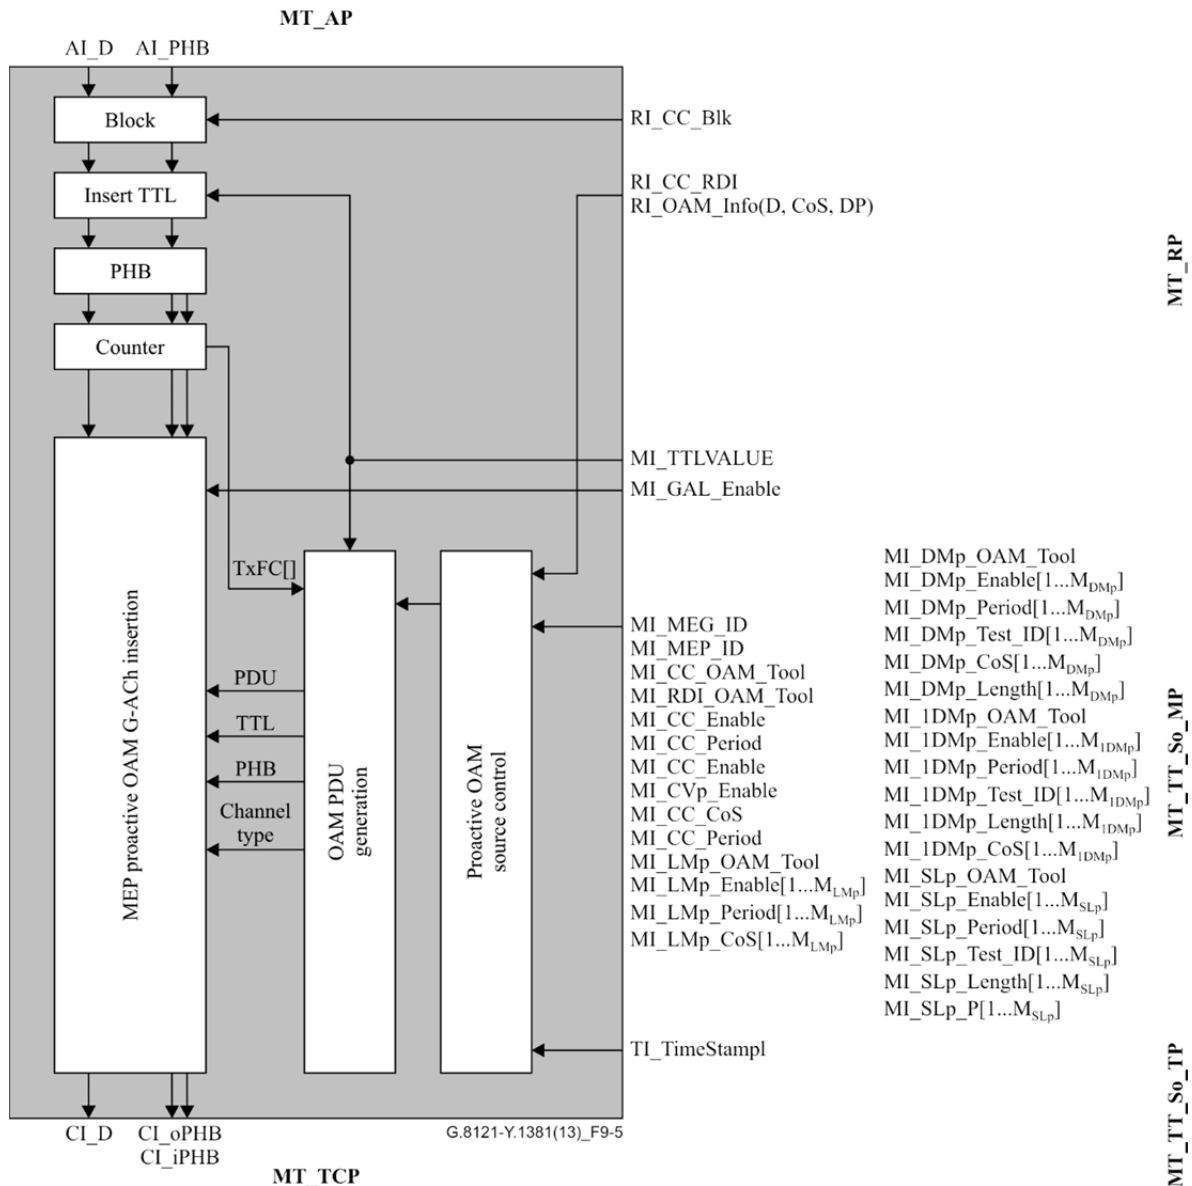 MT_AP
AI_D AI_PHB
Block
RI_CC_Blk
Insert TTL
RI_CC_RDI
RI_OAM_Info(D, CoS, DP)
PHB
MT_RP
Counter
MI_TTLVALUE
MI_GAL_Enable
TxFC[]
PDU
TTL
PHB
Channel
type
MEP proactive OAM G-ACh insertion
OAM PDU
generation
Proactive OAM
source control
MI_MEG_ID
MI_MEP_ID
MI_CC_OAM_Tool
MI_RDI_OAM_Tool
MI_CC_Enable
MI_CC_Period
MI_CC_Enable
MI_CVp_Enable
MI_CC_CoS
MI_CC_Period
MI_LMp_OAM_Tool
MI_LMp_Enable[1...MLMp]
MI_LMp_Period[1...MLMp]
MI_LMp_CoS[1...MLMp]
MI_DMp_OAM_Tool
MI_DMp_Enable[1...MDMp]
MI_DMp_Period[1...MDMp]
MI_DMp_Test_ID[1...MDMp]
MI_DMp_CoS[1...MDMp]
MI_DMp_Length[1...MDMp]
MI_1DMp_OAM_Tool
MI_1DMp_Enable[1...M1DMp]
MI_1DMp_Period[1...M1DMp]
MI_1DMp_Test_ID[1...M1DMp]
MI_1DMp_Length[1...M1DMp]
MI_1DMp_CoS[1...M1DMp]
MI_SLp_OAM_Tool
MI_SLp_Enable[1...MSLp]
MI_SLp_Period[1...MSLp]
MI_SLp_Test_ID[1...MSLp]
MI_SLp_Length[1...MSLp]
MI_SLp_P[1...MSLp]
MT_TT_So_MP
TI_TimeStampl
MT_TT_So_TP
CI_D CI_oPHB
CI_iPHB
G.8121-Y.1381(13)_F9-5
MT_TCP